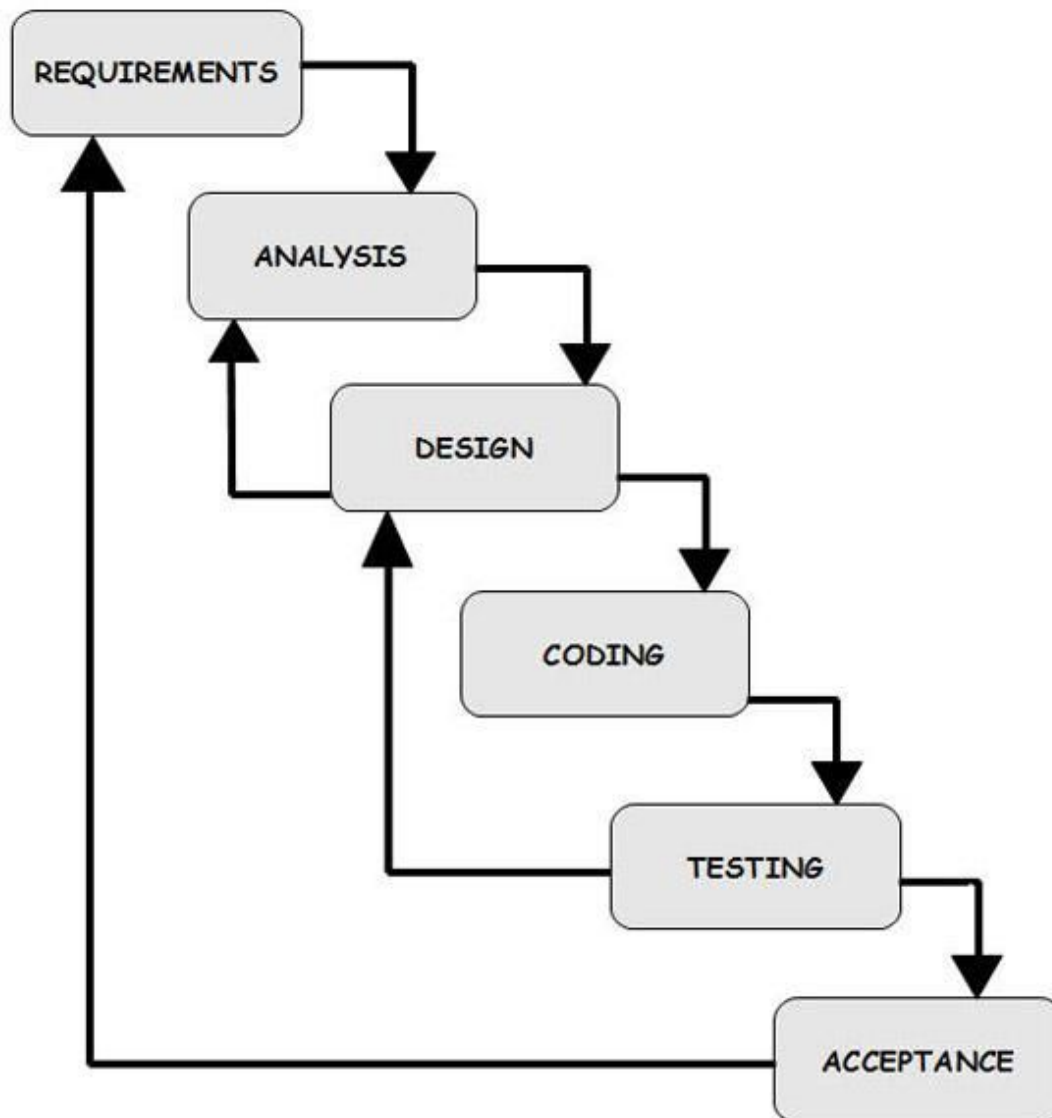 REQUIREMENTS
ANALYSIS
DESIGN
CODING
TESTING
ACCEPTANCE